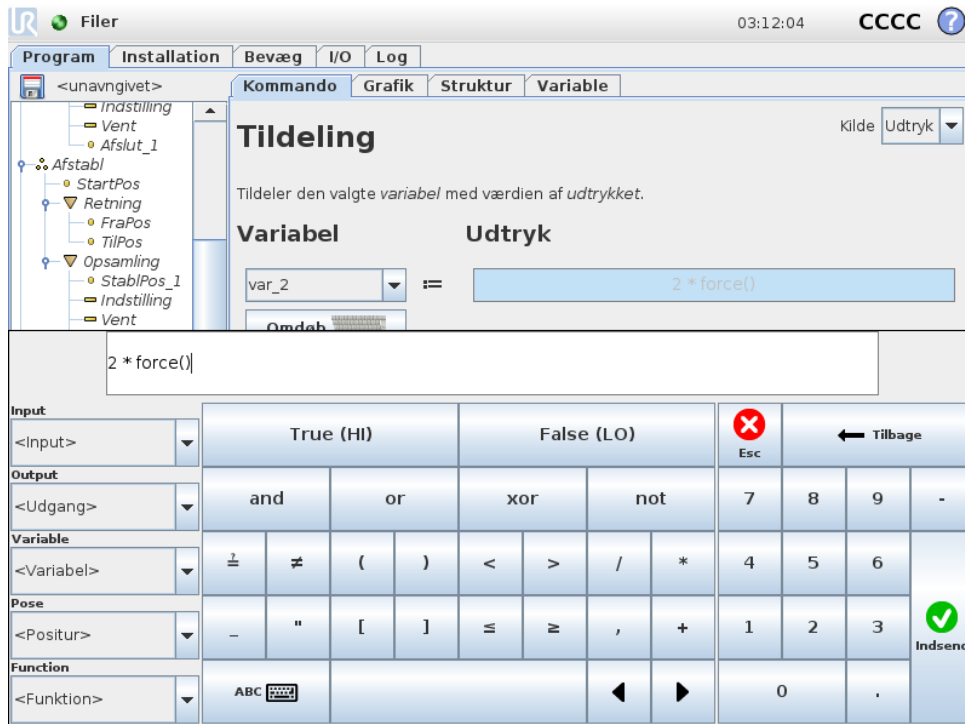 UR Filer 03:12:04 CCCC ?
Program Installation Bevæg I/O Log
<unavngivet> Kommando Grafik Struktur Variable
Indstilling
Vent
Afslut_1
Afstabl
StartPos
Retning
FraPos
TilPos
Opsamling
StablPos_1
Indstilling
Vent
Tildeling
Kilde Udtryk
Tildeler den valgte variabel med værdien af udtrykket.
Variabel Udtryk
var_2 := 2 * force()
Omdøb
2 * force()
Input
<Input> True (HI) False (LO) Esc Tilbage
Output
<Udgang> and or xor not 7 8 9 -
Variable
<Variabel> ≟ ≠ ( ) < > / * 4 5 6
Pose
<Positur> _ " [ ] ≤ ≥ , + 1 2 3 Indsend
Function
<Funktion> ABC 0 .